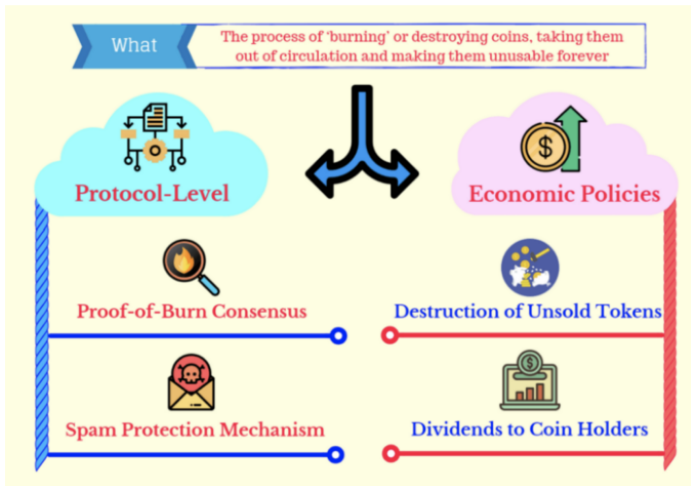 What
The process of 'burning' or destroying coins, taking them
out of circulation and making them unusable forever
Protocol-Level
$
Economic Policies
Proof-of-Burn Consensus
Destruction of Unsold Tokens
$
Spam Protection Mechanism
Dividends to Coin Holders